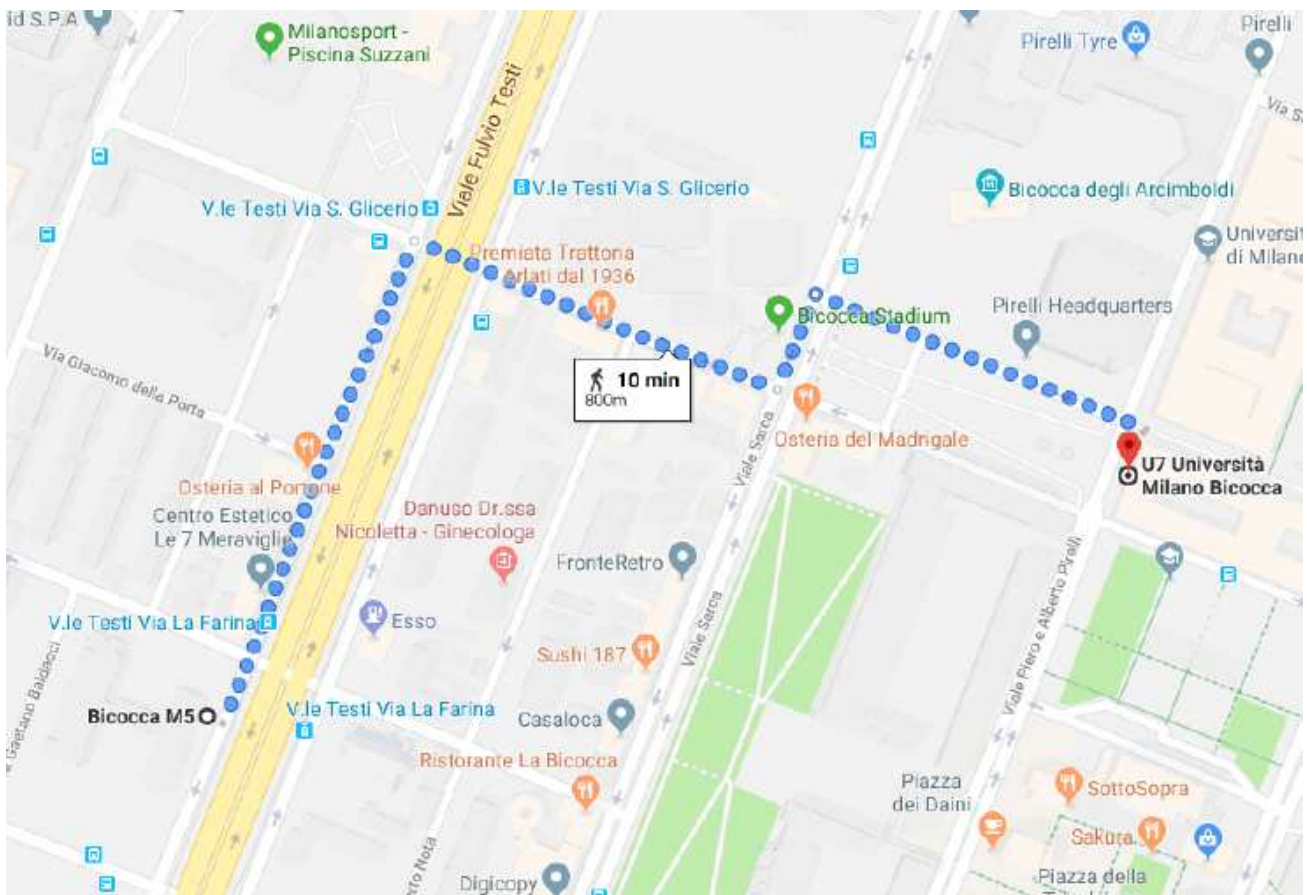 id S.P.A
Milanosport -
Piscina Suzzani
Viale Fulvio Testi
Pirelli Tyre
Pirelli
Via S
V.le Testi Via S. Glicerio
V.le Testi Via S. Glicerio
Bicocca degli Arcimboldi
Universit
di Milano
Premiata Trattoria
Arlati dal 1936
Bicocca Stadium
Pirelli Headquarters
Via Giacomo della Porta
10 min
800m
Viale Sarca
Osteria del Madrigale
U7 Università
Milano Bicocca
Osteria al Pontone
Centro Estetico
Le 7 Meraviglie
Danuso Dr.ssa
Nicoletta - Ginecologa
FronteRetro
Viale Piero e Alberto Pirelli
V.le Testi Via La Farina
Esso
Sushi 187
Viale Sarca
Gaetano Baldacci
Bicocca M5
V.le Testi Via La Farina
Casaloca
Ristorante La Bicocca
Piazza
dei Daini
SottoSopra
Sakura
Nota
Digicopy
Piazza della